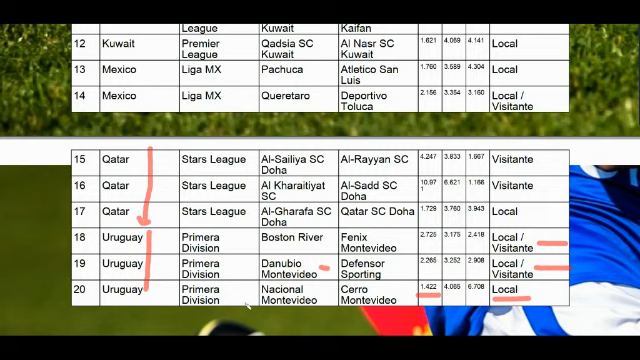 League Kuwait Kaifan
12 Kuwait Premier League Qadsia SC Kuwait Al Nasr SC Kuwait 1.621 4.069 4.141 Local
13 Mexico Liga MX Pachuca Atletico San Luis 1.760 3.589 4.304 Local
14 Mexico Liga MX Queretaro Deportivo Toluca 2.156 3.354 3.160 Local / Visitante
15 Qatar Stars League Al-Sailiya SC Doha Al-Rayyan SC 4.247 3.833 1.667 Visitante
16 Qatar Stars League Al Kharaitiyat SC Al-Sadd SC Doha 10.971 6.621 1.166 Visitante
17 Qatar Stars League Al-Gharafa SC Doha Qatar SC Doha 1.729 3.760 3.943 Local
18 Uruguay Primera Division Boston River Fenix Montevideo 2.725 3.175 2.418 Local / Visitante
19 Uruguay Primera Division Danubio Montevideo Defensor Sporting 2.265 3.252 2.908 Local / Visitante
20 Uruguay Primera Division Nacional Montevideo Cerro Montevideo 1.422 4.065 6.708 Local